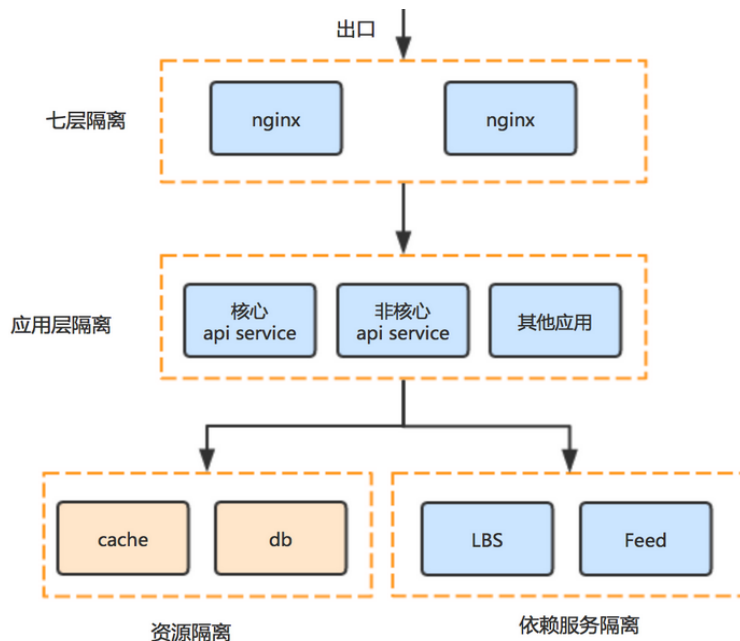 出口
七层隔离
nginx
nginx
应用层隔离
核心
api service
非核心
api service
其他应用
cache
db
LBS
Feed
资源隔离
依赖服务隔离